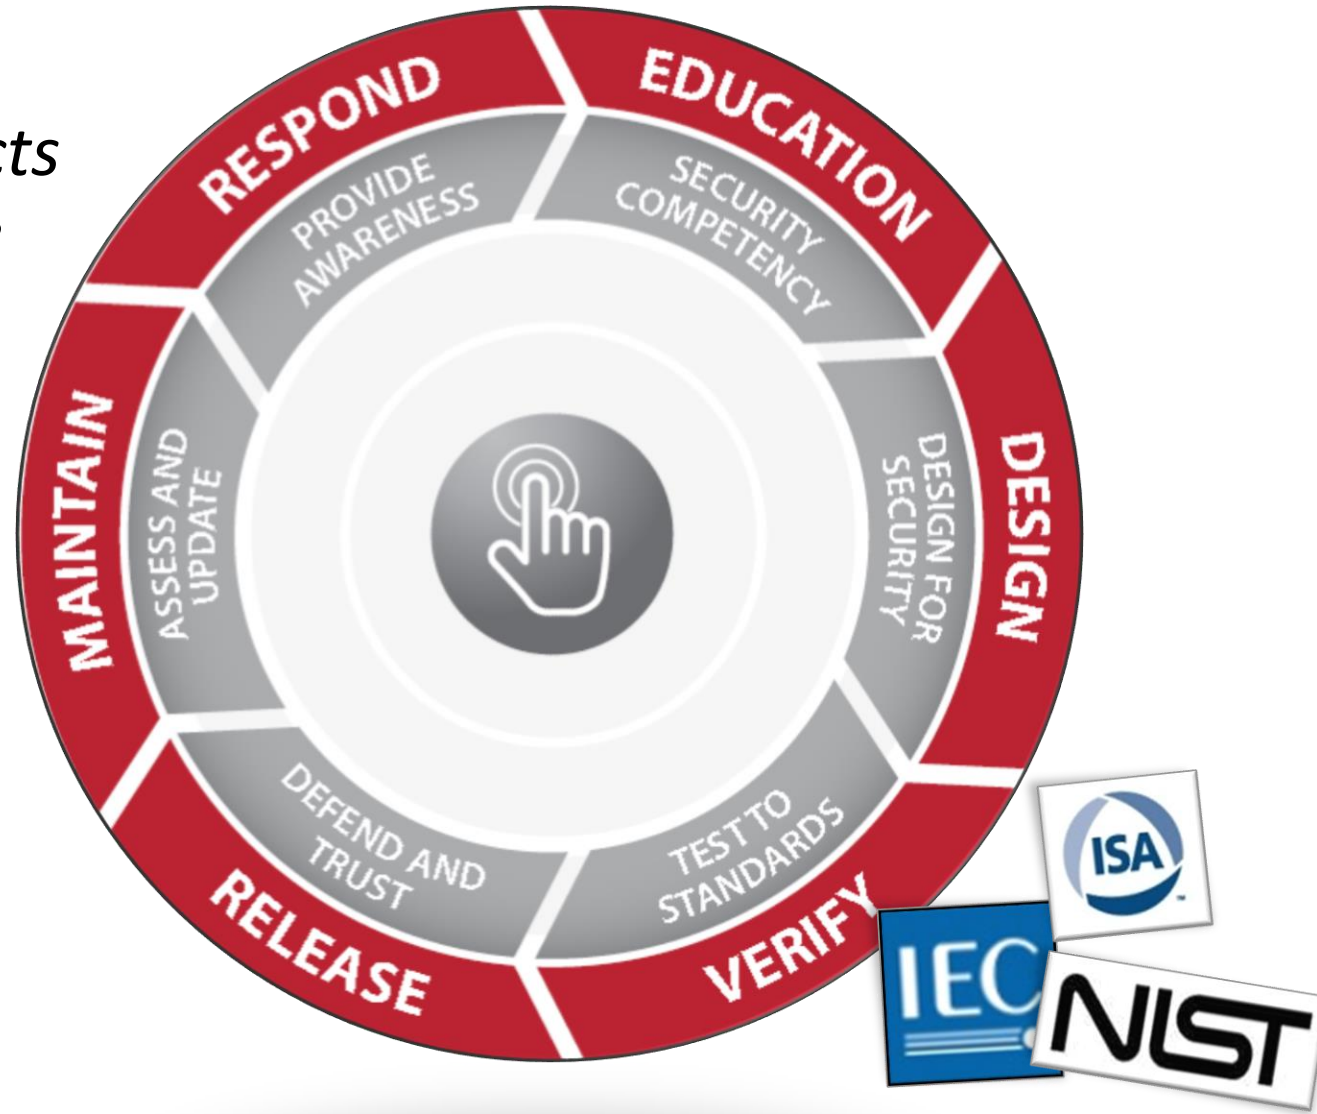 RESPOND
PROVIDE
AWARENESS
EDUCATION
SECURITY
COMPETENCY
DESIGN
DESIGN FOR
SECURITY
VERIFY
TEST TO
STANDARDS
RELEASE
DEFEND AND
TRUST
MAINTAIN
ASSESS AND
UPDATE
ISA
™
IEC
NIST